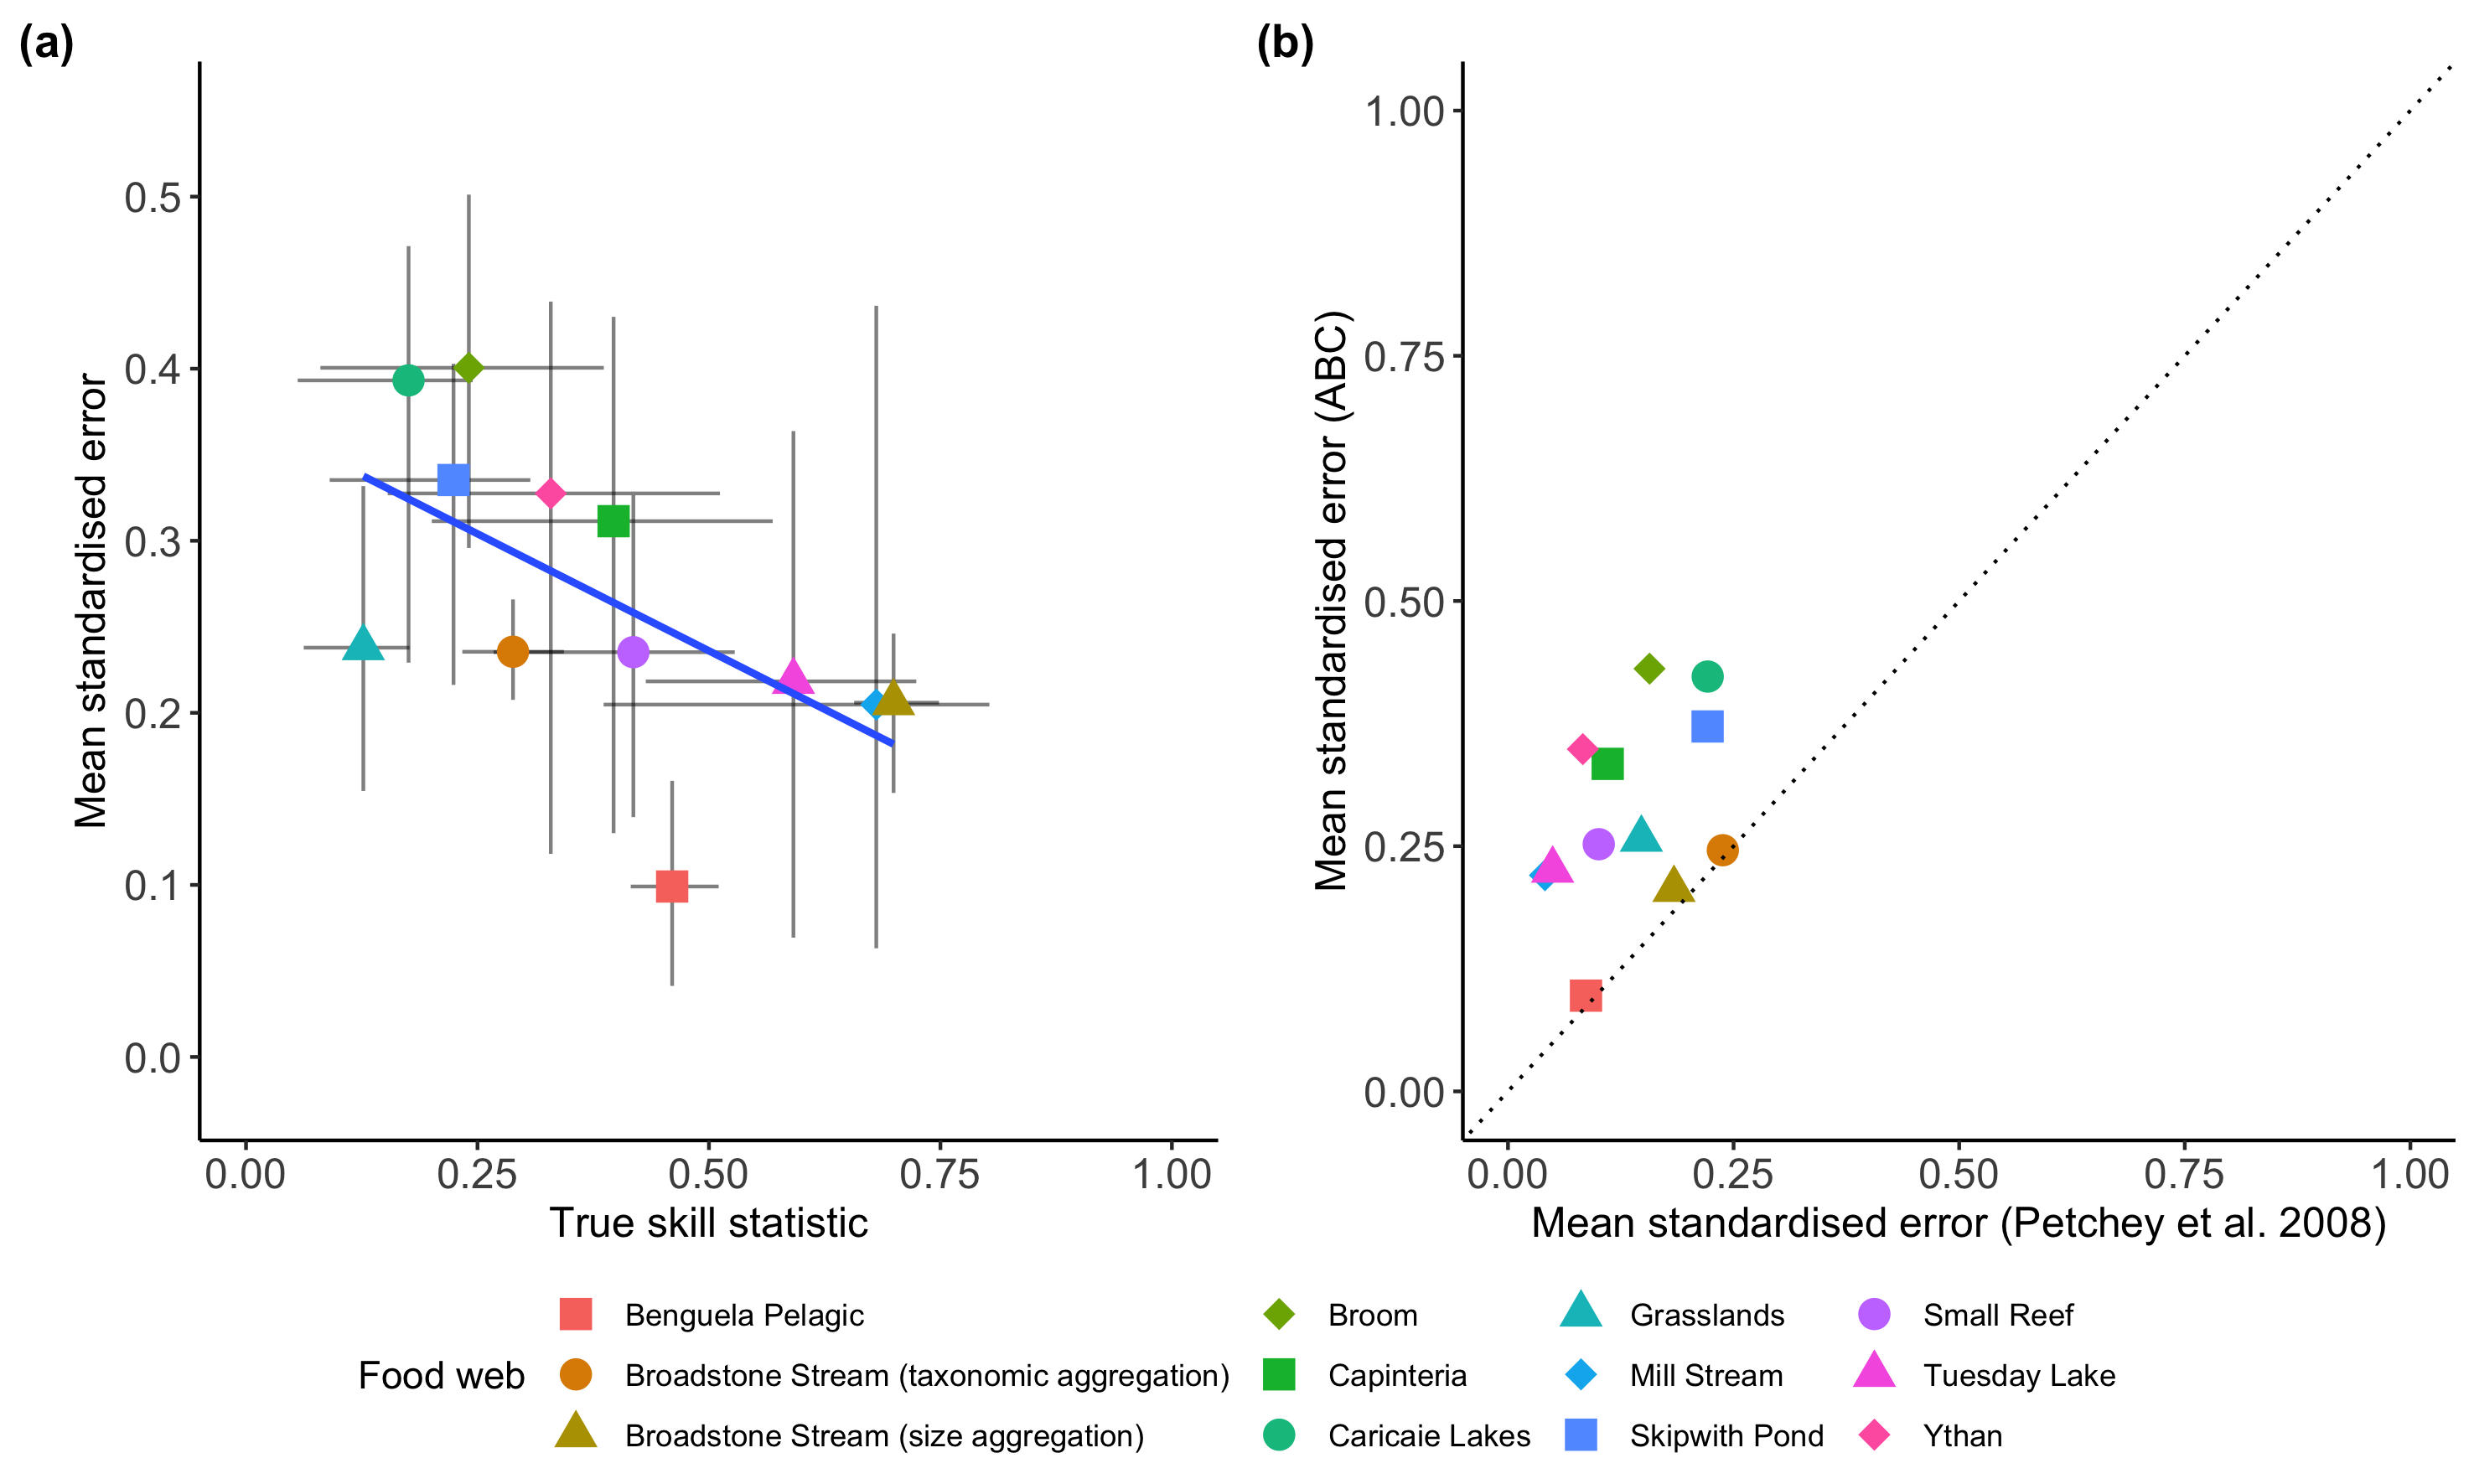 (a)
Mean standardised error
0.5
0.4
0.3
0.2
0.1
0.0
0.00 0.25 0.50 0.75 1.00
True skill statistic
(b)
Mean standardised error (ABC)
1.00
0.75
0.50
0.25
0.00
0.00 0.25 0.50 0.75 1.00
Mean standardised error (Petchey et al. 2008)
Food web
Benguela Pelagic
Broadstone Stream (taxonomic aggregation)
Broadstone Stream (size aggregation)
Broom
Capinteria
Caricaie Lakes
Grasslands
Mill Stream
Skipwith Pond
Small Reef
Tuesday Lake
Ythan